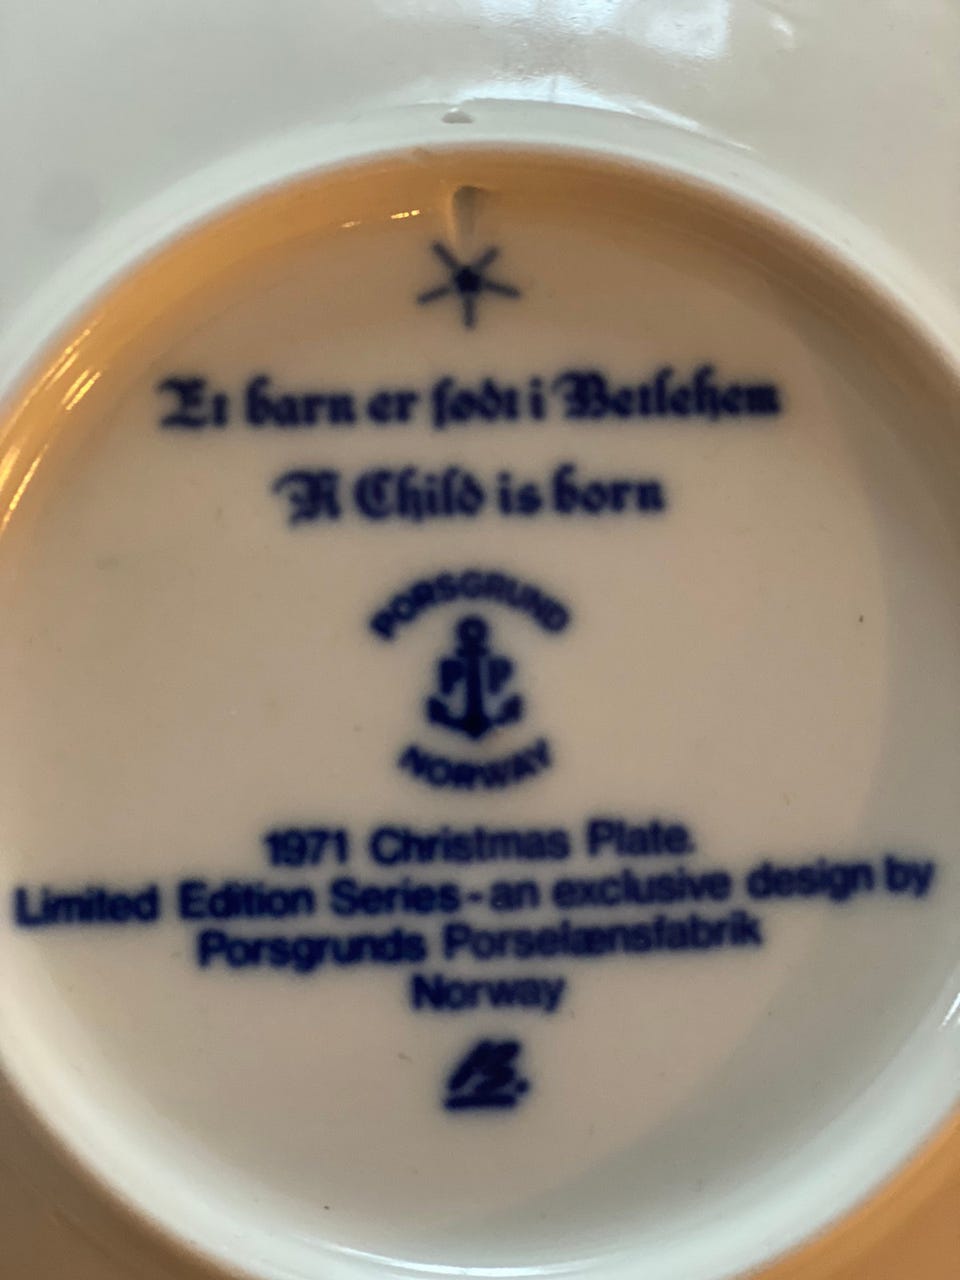 Et barn er født i Betlehem
A Child is born
PORSGRUND
P P
NORWAY
1971 Christmas Plate.
Limited Edition Series - an exclusive design by
Porsgrunds Porselænsfabrik
Norway